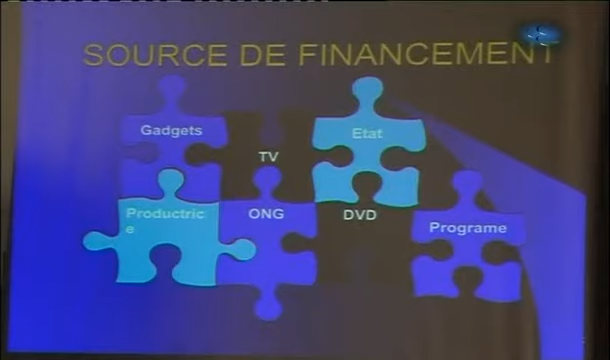 SOURCE DE FINANCEMENT
Gadgets
TV
Etat
Productric
e
ONG
DVD
Programe